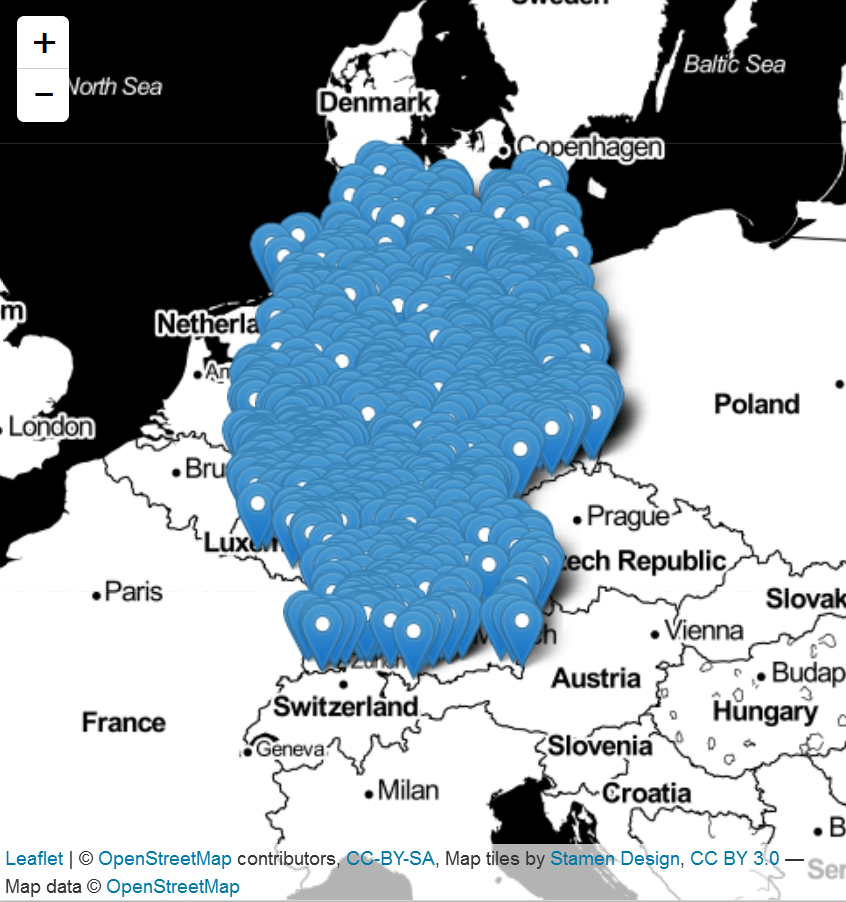 Sweden
+
−
North Sea
Baltic Sea
Denmark
Copenhagen
m
Netherla
Am
London
Poland
Bru
Prague
Luxem
zech Republic
Paris
Slovak
Vienna
ch
Zurich
Austria
Budap
Switzerland
Hungary
France
Slovenia
Geneva
Milan
Croatia
B
Ser
Leaflet | © OpenStreetMap contributors, CC-BY-SA, Map tiles by Stamen Design, CC BY 3.0 —
Map data © OpenStreetMap